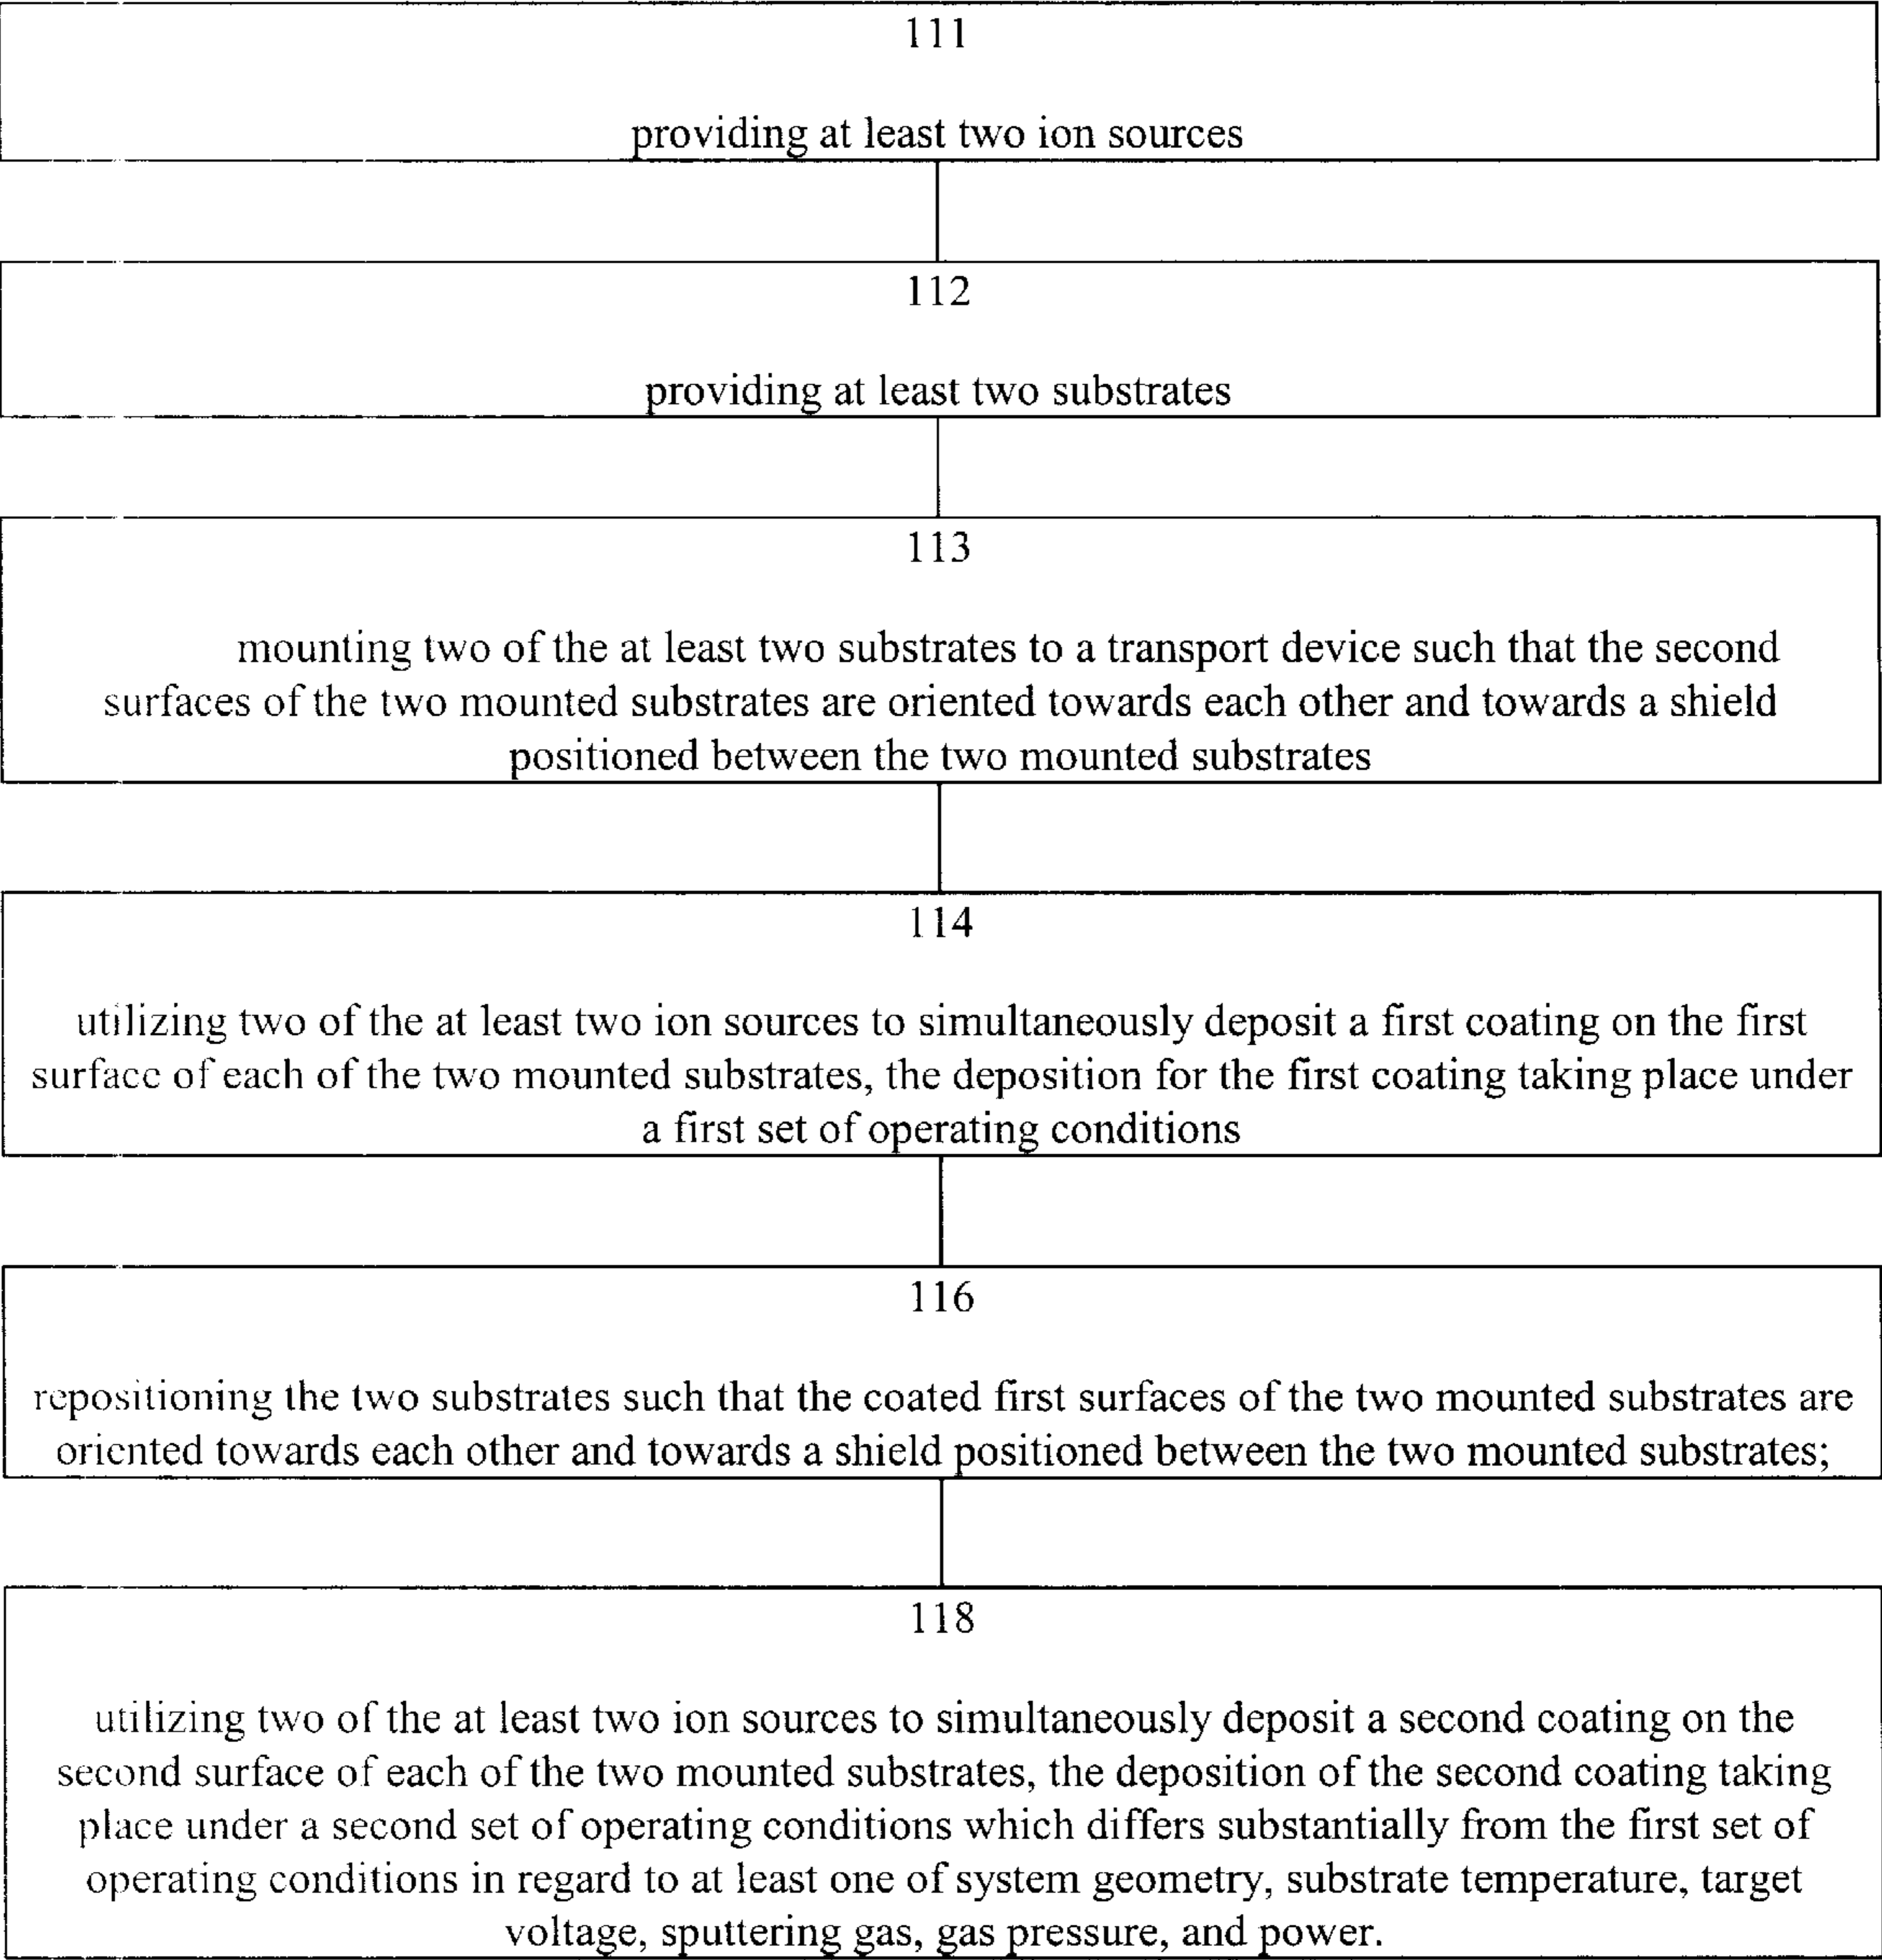 111
providing at least two ion sources
112
providing at least two substrates
113
mounting two of the at least two substrates to a transport device such that the second
surfaces of the two mounted substrates are oriented towards each other and towards a shield
positioned between the two mounted substrates
114
utilizing two of the at least two ion sources to simultaneously deposit a first coating on the first
surface of each of the two mounted substrates, the deposition for the first coating taking place under
a first set of operating conditions
116
repositioning the two substrates such that the coated first surfaces of the two mounted substrates are
oriented towards each other and towards a shield positioned between the two mounted substrates;
118
utilizing two of the at least two ion sources to simultaneously deposit a second coating on the
second surface of each of the two mounted substrates, the deposition of the second coating taking
place under a second set of operating conditions which differs substantially from the first set of
operating conditions in regard to at least one of system geometry, substrate temperature, target
voltage, sputtering gas, gas pressure, and power.